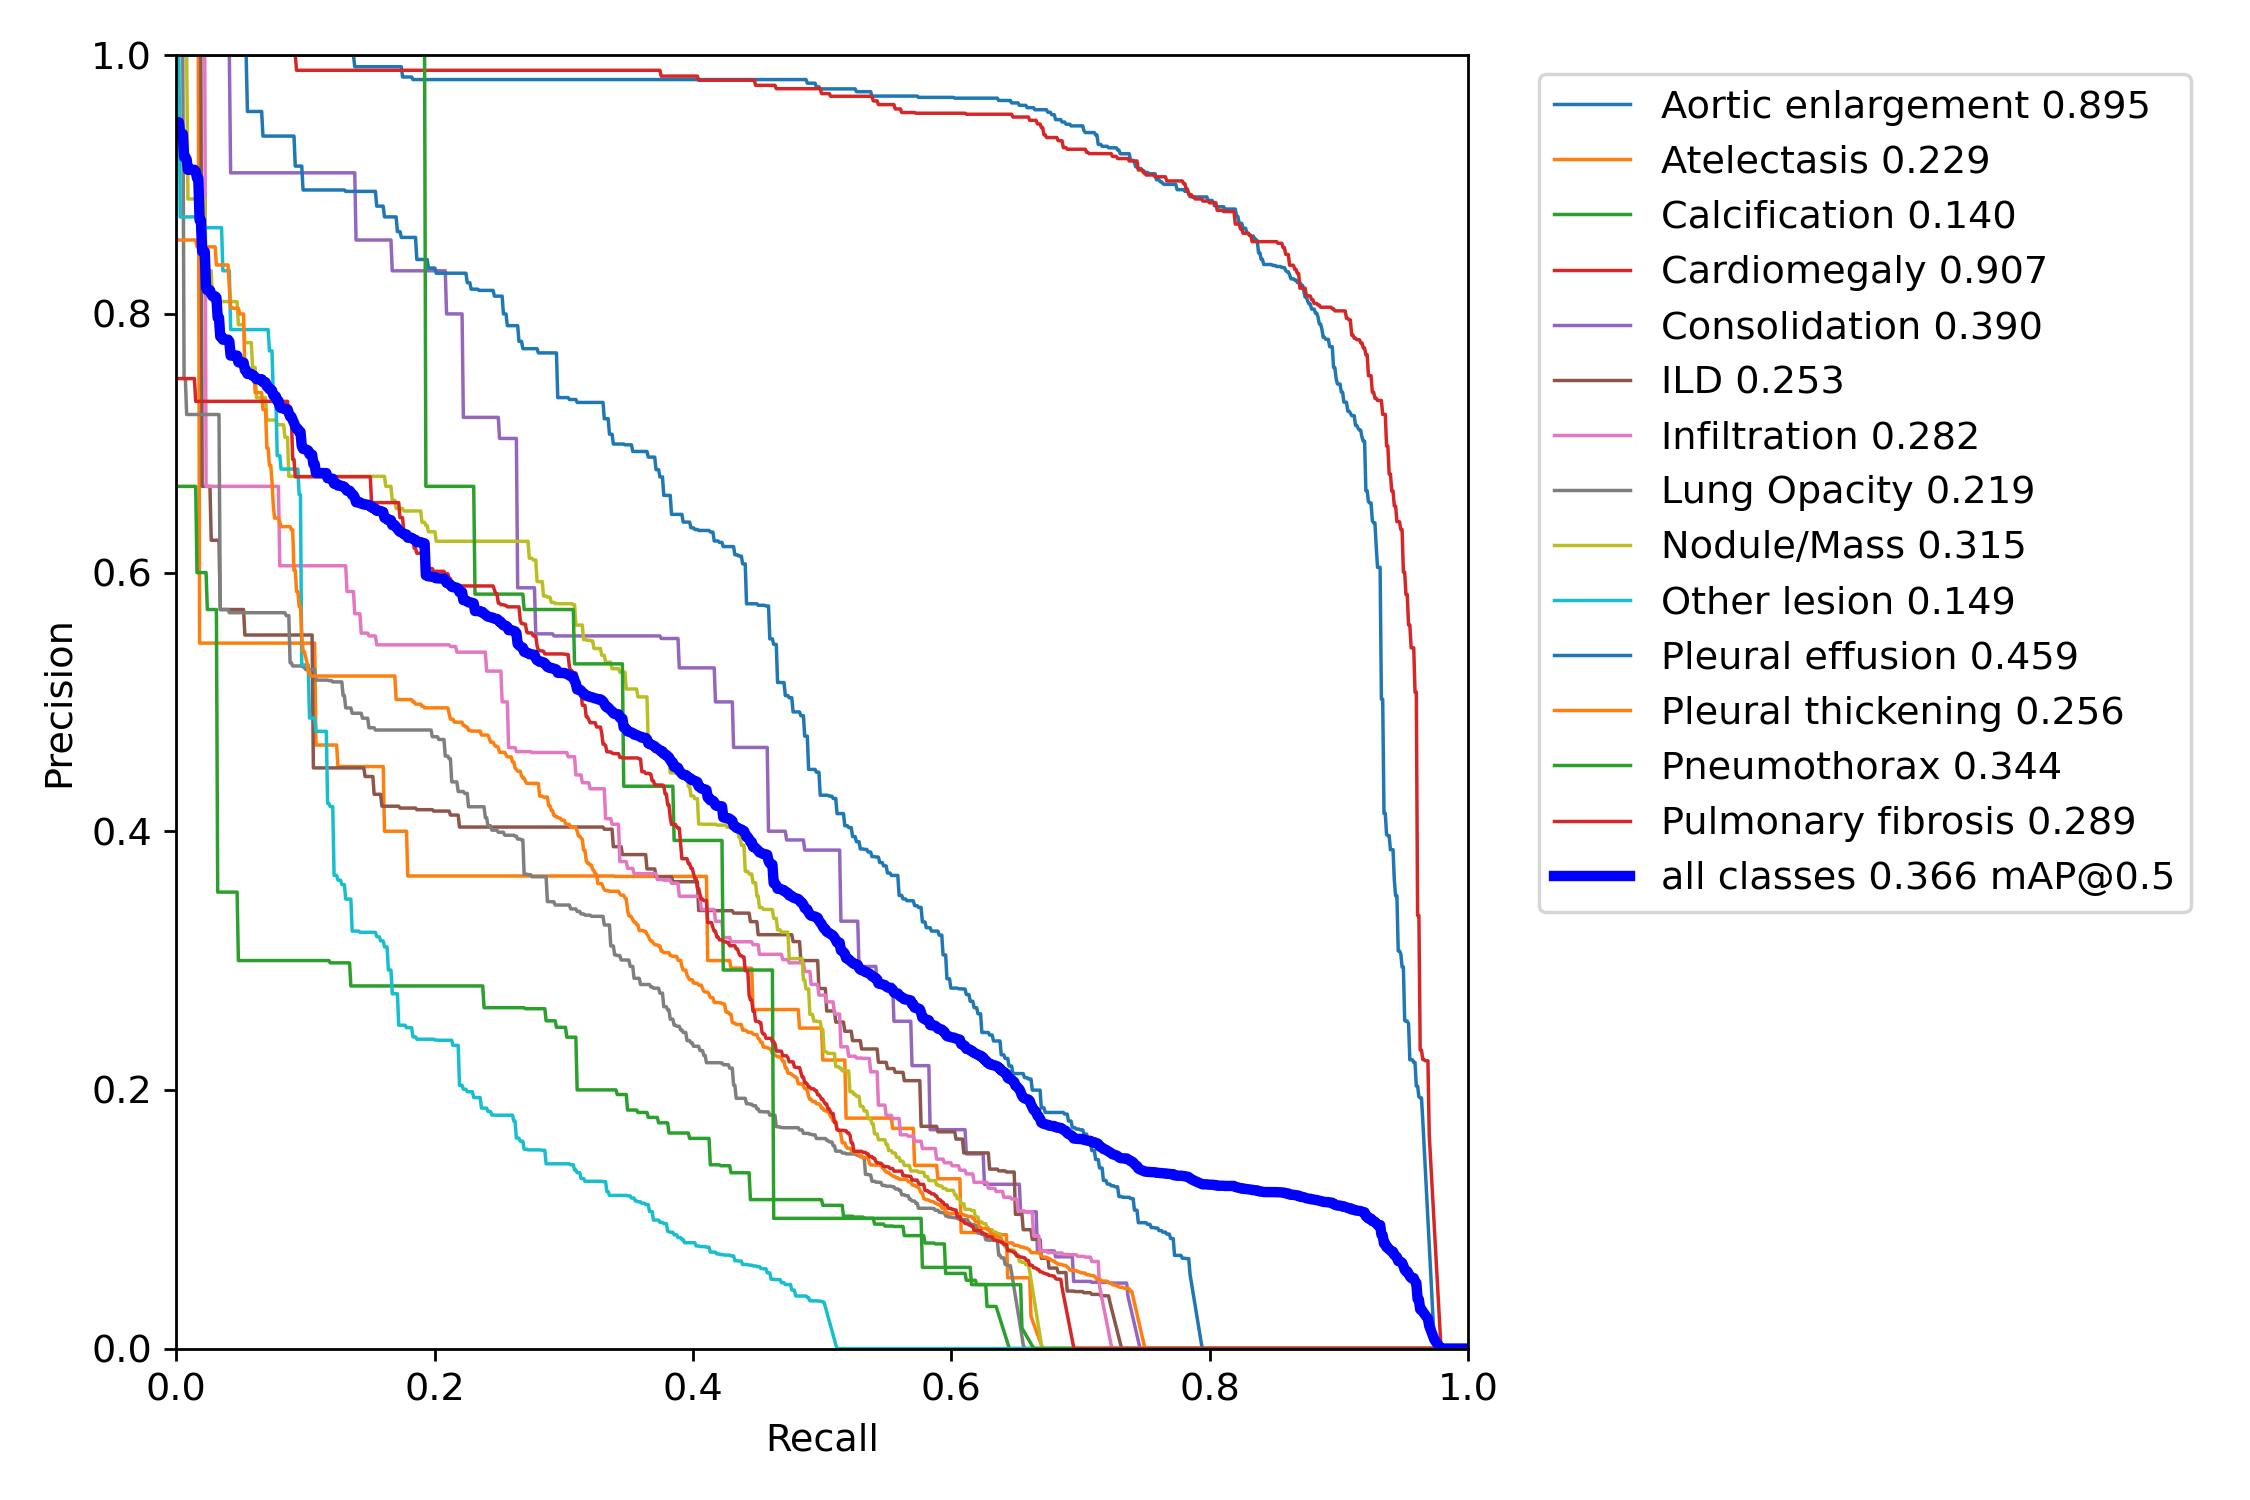 1.0
0.8
0.6
0.4
0.2
0.0
Precision
0.0 0.2 0.4 0.6 0.8 1.0
Recall
Aortic enlargement 0.895
Atelectasis 0.229
Calcification 0.140
Cardiomegaly 0.907
Consolidation 0.390
ILD 0.253
Infiltration 0.282
Lung Opacity 0.219
Nodule/Mass 0.315
Other lesion 0.149
Pleural effusion 0.459
Pleural thickening 0.256
Pneumothorax 0.344
Pulmonary fibrosis 0.289
all classes 0.366 mAP@0.5